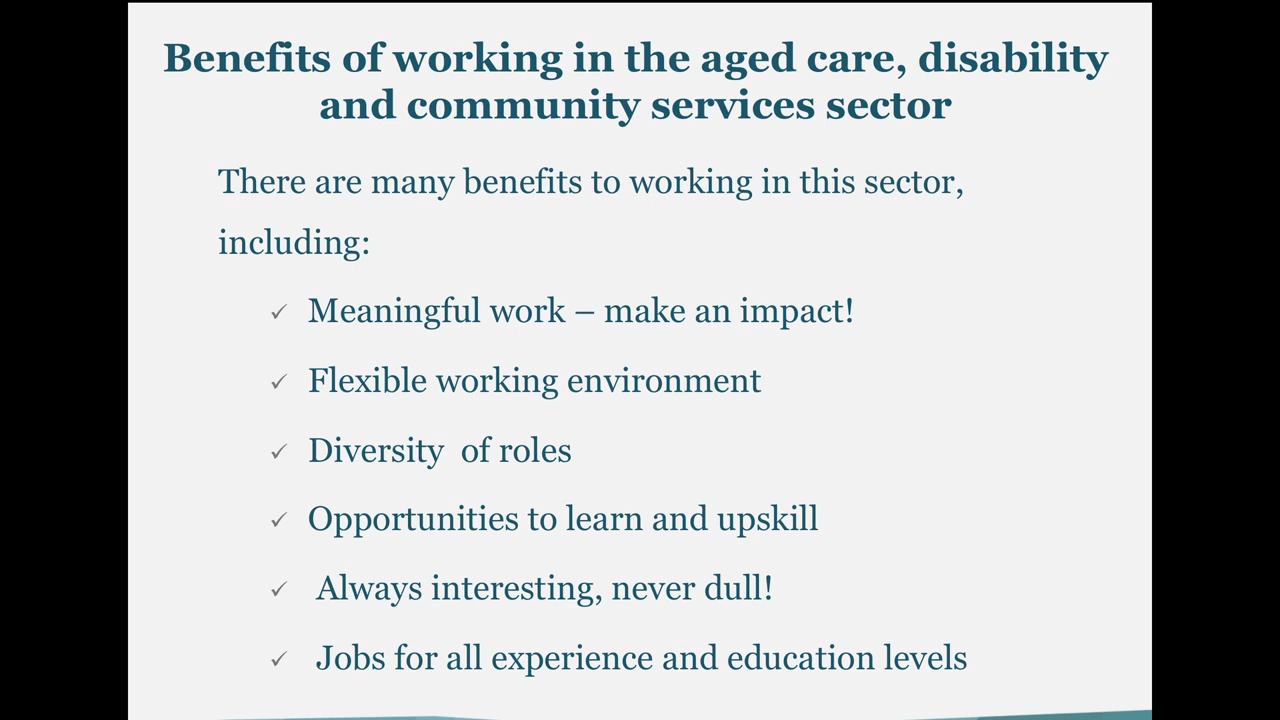 Benefits of working in the aged care, disability
and community services sector
There are many benefits to working in this sector,
including:
✓ Meaningful work – make an impact!
✓ Flexible working environment
✓ Diversity  of roles
✓ Opportunities to learn and upskill
✓ Always interesting, never dull!
✓ Jobs for all experience and education levels